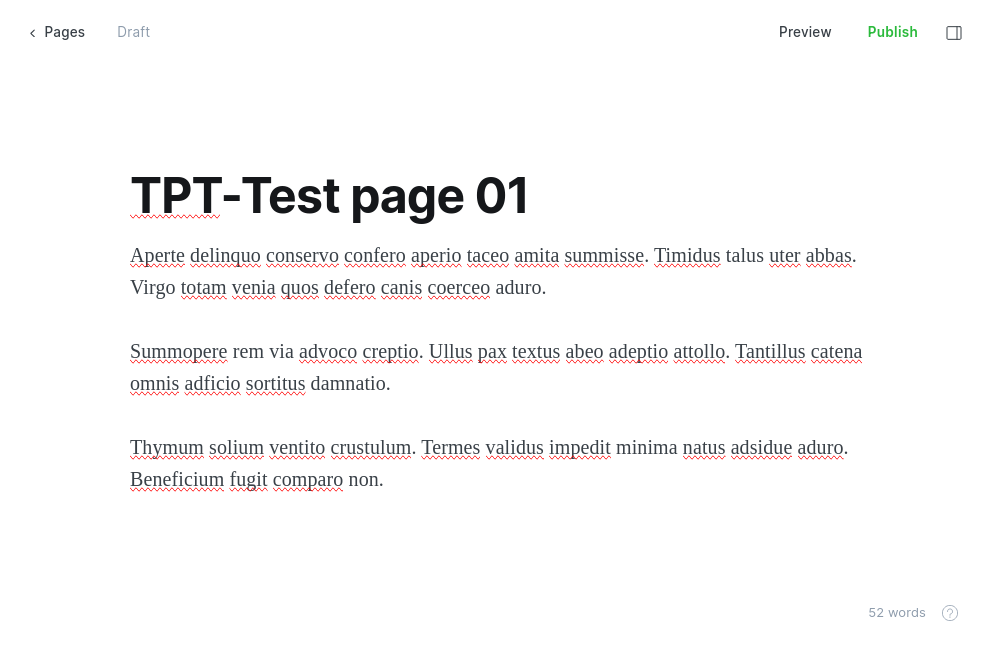 Pages Draft Preview Publish
TPT-Test page 01
Aperte delinquo conservo confero aperio taceo amita summisse. Timidus talus uter abbas.
Virgo totam venia quos defero canis coerceo aduro.
Summopere rem via advoco creptio. Ullus pax textus abeo adeptio attollo. Tantillus catena
omnis adficio sortitus damnatio.
Thymum solium ventito crustulum. Termes validus impedit minima natus adsidue aduro.
Beneficium fugit comparo non.
52 words ?